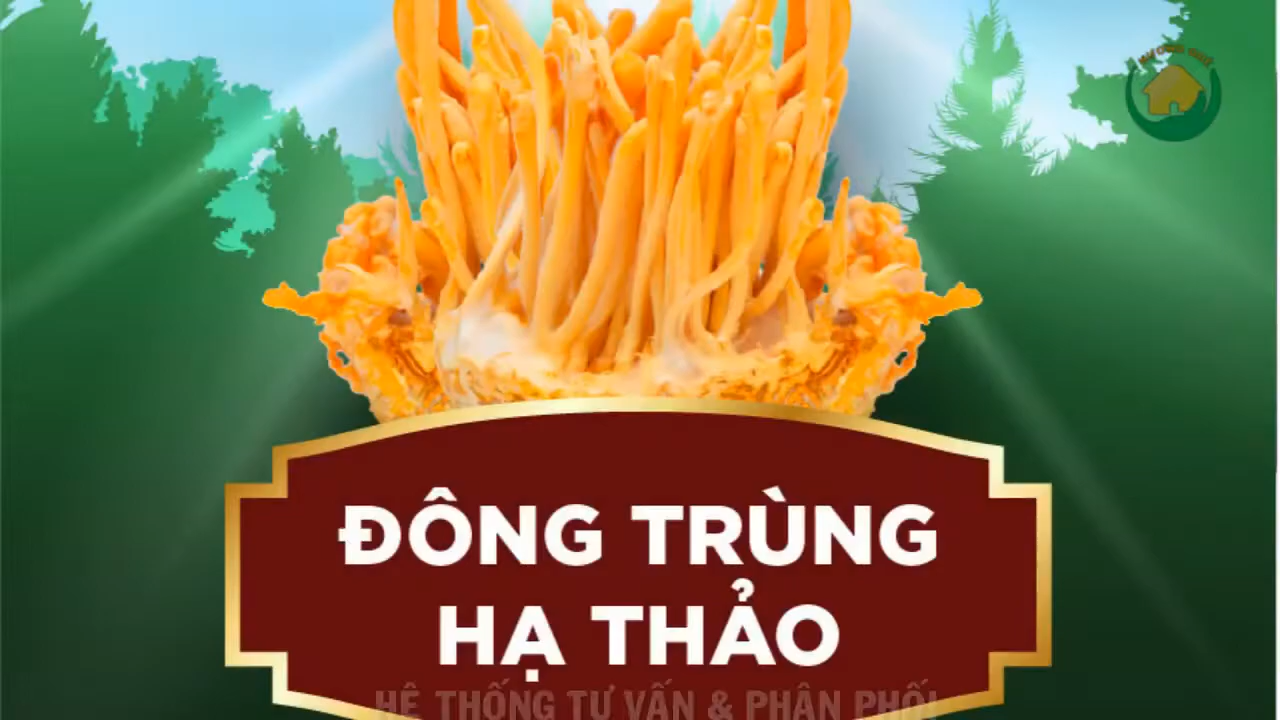 ĐÔNG TRÙNG
HẠ THẢO
HỆ THỐNG TƯ VẤN & PHÂN PHỐI